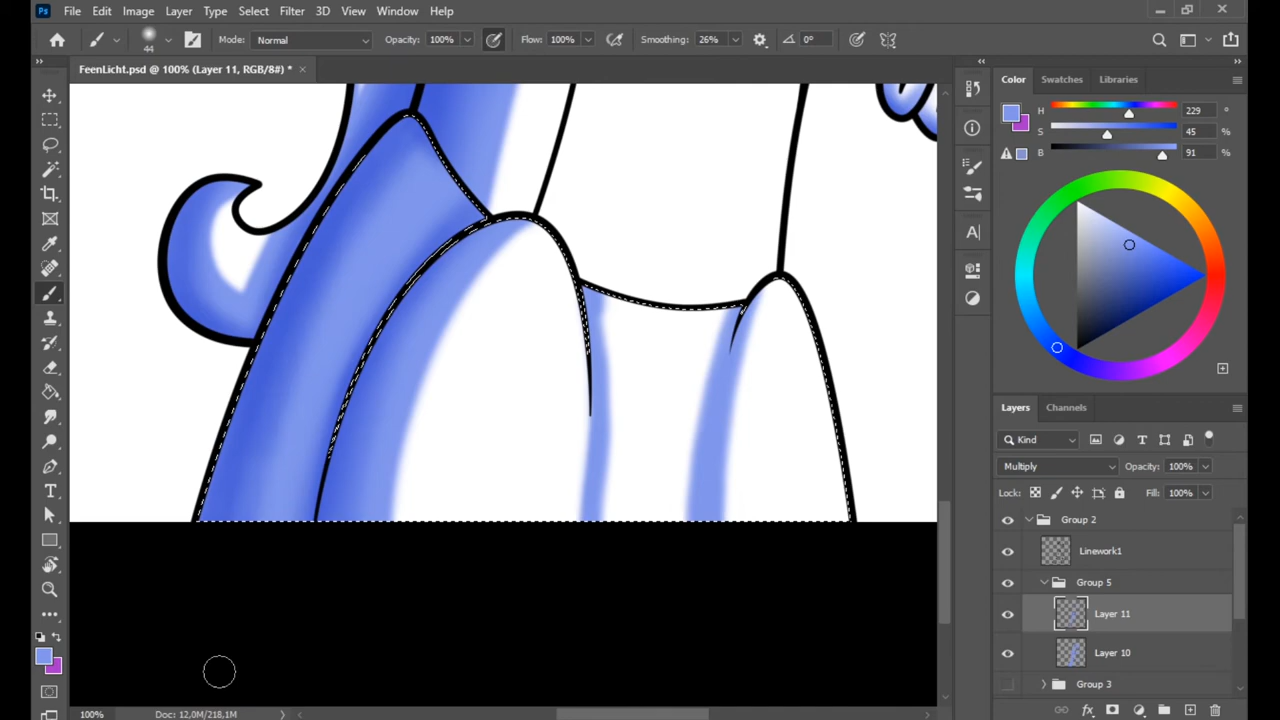 Ps File Edit Image Layer Type Select Filter 3D View Window Help
44 Mode: Normal Opacity: 100% Flow: 100% Smoothing: 26% 0°
FeenLicht.psd @ 100% (Layer 11, RGB/8#) *
Color Swatches Libraries
H 229 °
S 45 %
B 91 %
Layers Channels
Kind
Multiply Opacity: 100%
Lock: Fill: 100%
Group 2
Linework1
Group 5
Layer 11
Layer 10
Group 3
100% Doc: 12,0M/218,1M